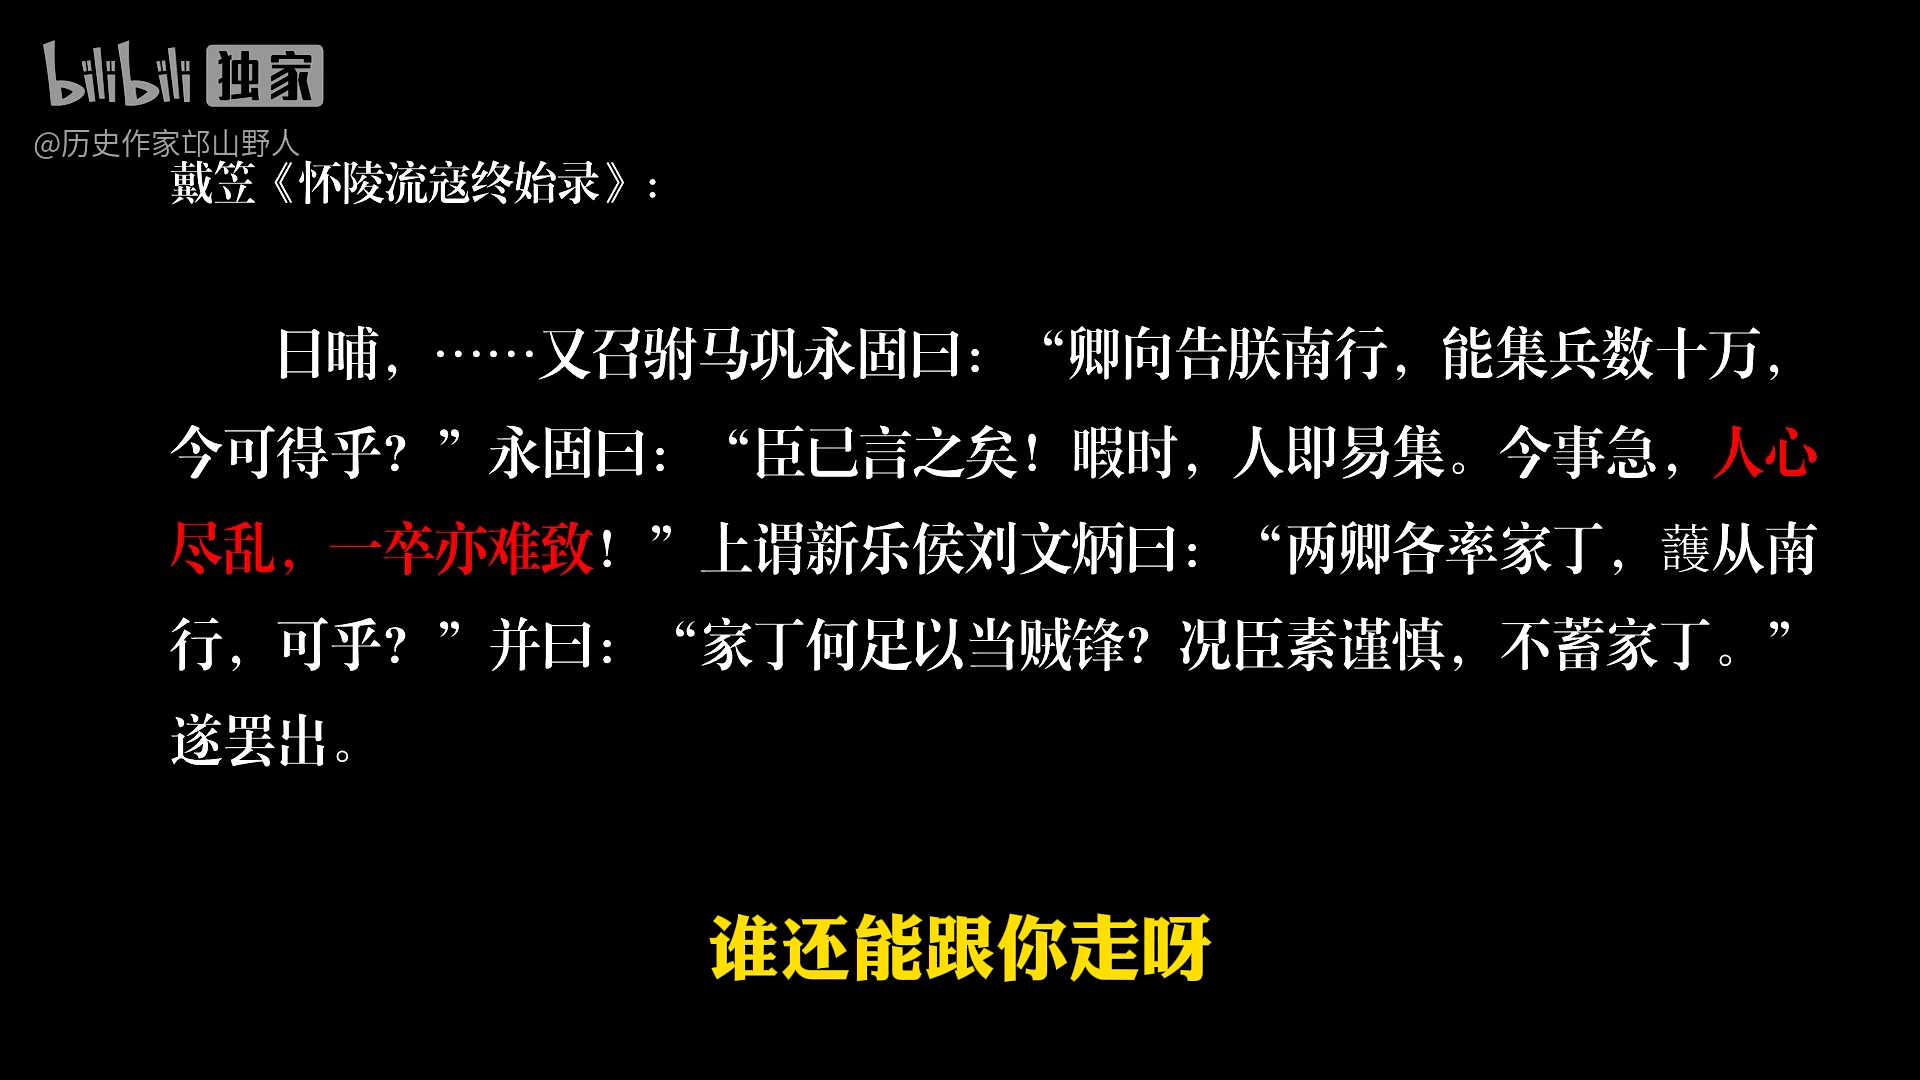 bilibili 独家
@历史作家邙山野人
戴笠《怀陵流寇终始录》:
日晡，……又召驸马巩永固曰：“卿向告朕南行，能集兵数十万，
今可得乎？”永固曰：“臣已言之矣！暇时，人即易集。今事急，人心
尽乱，一卒亦难致！”上谓新乐侯刘文炳曰：“两卿各率家丁，護从南
行，可乎？”并曰：“家丁何足以当贼锋？况臣素谨慎，不蓄家丁。”
遂罢出。
谁还能跟你走呀